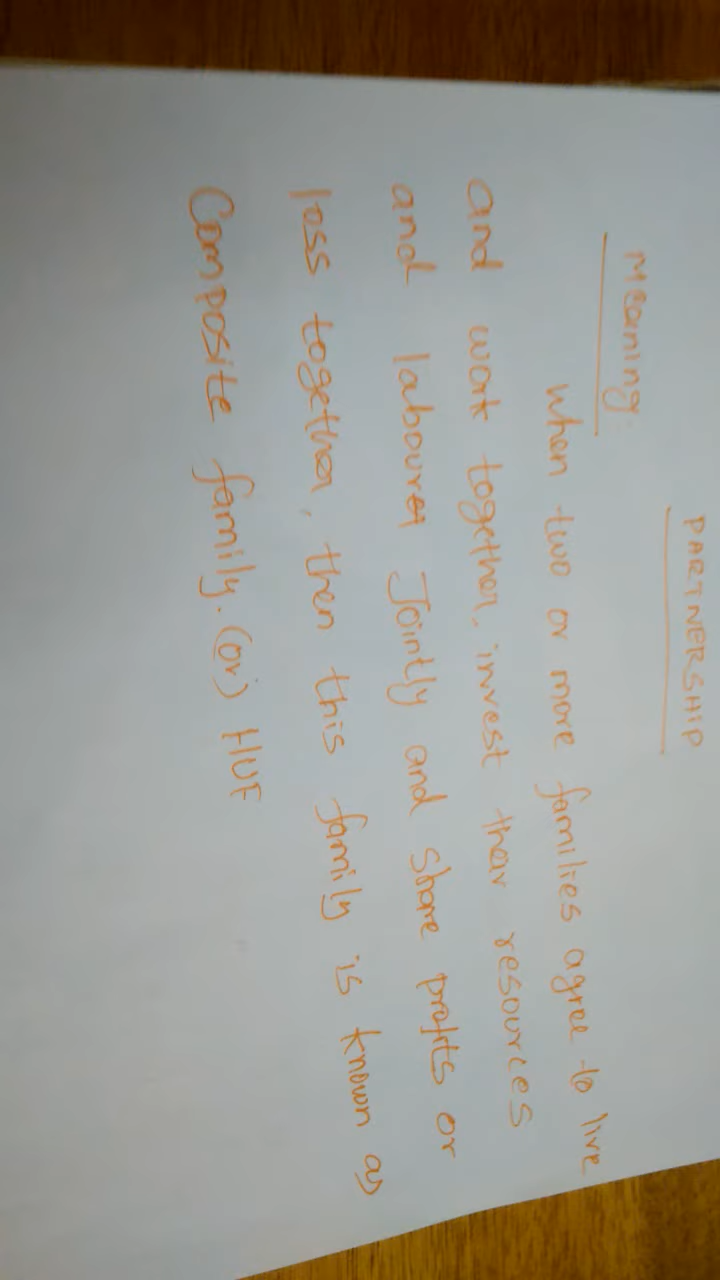 PARTNERSHIP
Meaning:
when two or more families agree to live
and work together, invest their resources
and labourer Jointly and share profits or
loss together, then this family is known as
Composite family. (or) HUF